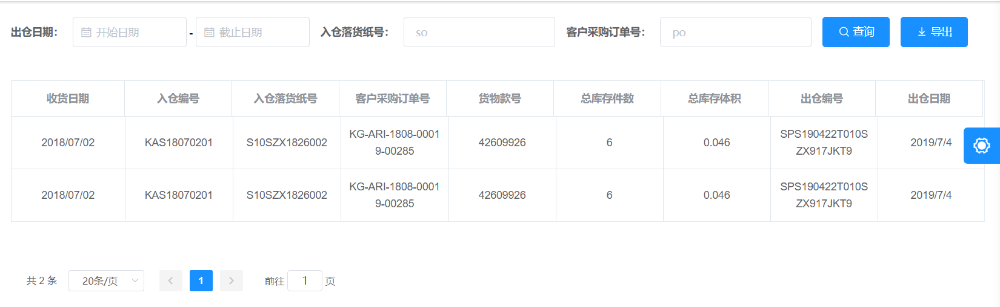 出仓日期： 开始日期 - 截止日期 入仓落货纸号： so 客户采购订单号： po 查询 导出
收货日期 入仓编号 入仓落货纸号 客户采购订单号 货物款号 总库存件数 总库存体积 出仓编号 出仓日期
2018/07/02 KAS18070201 S10SZX1826002 KG-ARI-1808-0001 42609926 6 0.046 SPS190422T010S 2019/7/4
9-00285 ZX917JKT9
2018/07/02 KAS18070201 S10SZX1826002 KG-ARI-1808-0001 42609926 6 0.046 SPS190422T010S 2019/7/4
9-00285 ZX917JKT9
共 2 条 20条/页 1 前往 1 页